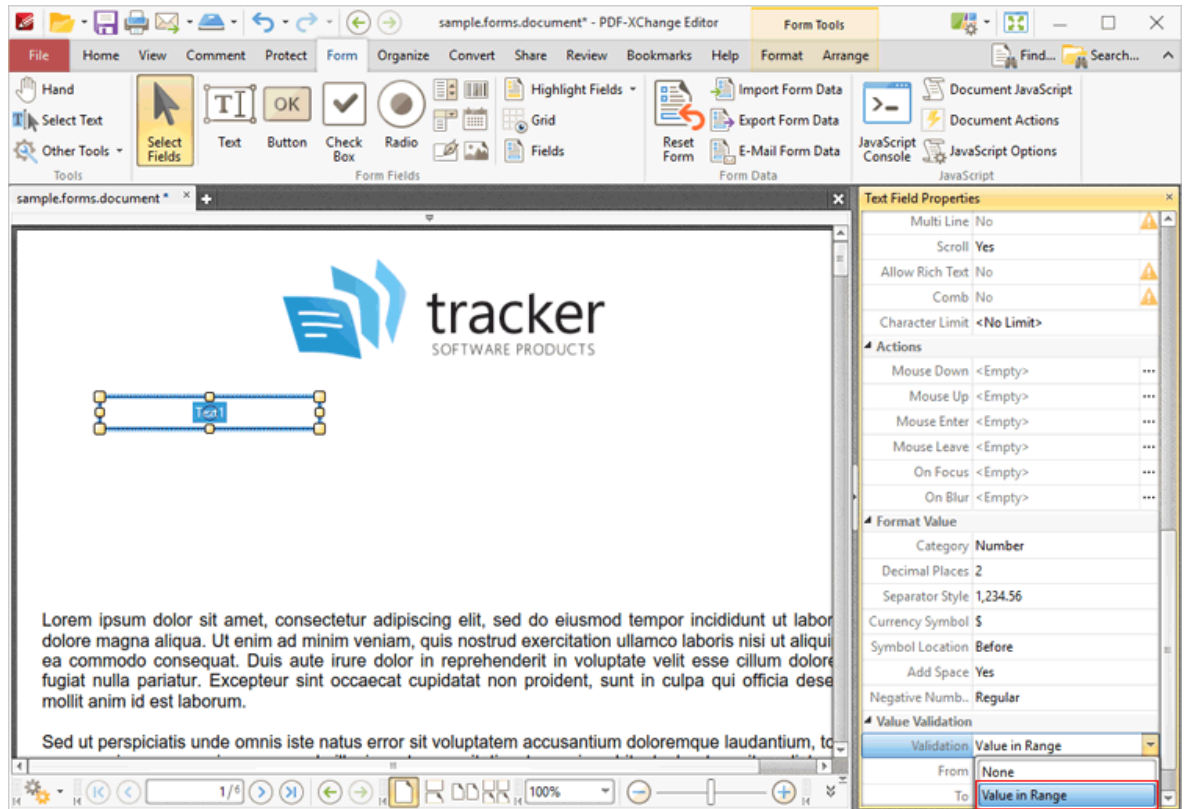 sample.forms.document* - PDF-XChange Editor
Form Tools
File Home View Comment Protect Form Organize Convert Share Review Bookmarks Help Format Arrange Find... Search...
Hand
Select Text
Other Tools
Tools
Select Fields
Text
Button
Check Box
Radio
Highlight Fields
Grid
Fields
Form Fields
Reset Form
Import Form Data
Export Form Data
E-Mail Form Data
Form Data
JavaScript Console
Document JavaScript
Document Actions
JavaScript Options
JavaScript
OK
sample.forms.document *
tracker
SOFTWARE PRODUCTS
Text1
Lorem ipsum dolor sit amet, consectetur adipiscing elit, sed do eiusmod tempor incididunt ut labor
dolore magna aliqua. Ut enim ad minim veniam, quis nostrud exercitation ullamco laboris nisi ut aliqui
ea commodo consequat. Duis aute irure dolor in reprehenderit in voluptate velit esse cillum dolore
fugiat nulla pariatur. Excepteur sint occaecat cupidatat non proident, sunt in culpa qui officia dese
mollit anim id est laborum.
Sed ut perspiciatis unde omnis iste natus error sit voluptatem accusantium doloremque laudantium, to
1/6
100%
Text Field Properties
Multi Line No
Scroll Yes
Allow Rich Text No
Comb No
Character Limit <No Limit>
Actions
Mouse Down <Empty>
Mouse Up <Empty>
Mouse Enter <Empty>
Mouse Leave <Empty>
On Focus <Empty>
On Blur <Empty>
Format Value
Category Number
Decimal Places 2
Separator Style 1,234.56
Currency Symbol $
Symbol Location Before
Add Space Yes
Negative Numb... Regular
Value Validation
Validation Value in Range
From
None
To
Value in Range